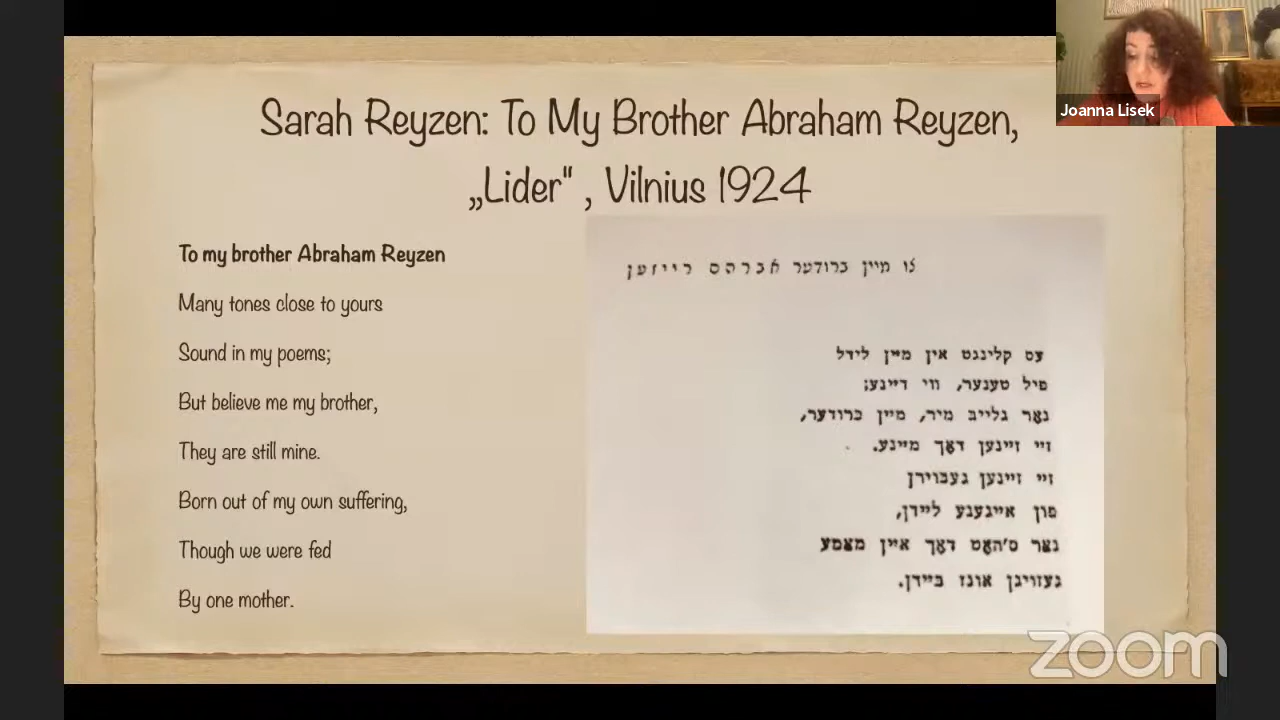 Joanna Lisek
Sarah Reyzen: To My Brother Abraham Reyzen,
„Lider" , Vilnius 1924
To my brother Abraham Reyzen
Many tones close to yours
Sound in my poems;
But believe me my brother,
They are still mine.
Born out of my own suffering,
Though we were fed
By one mother.
צו מיין ברודער אברהם רייזען
עס קלינגט אין מיין לידל
פיל טענער, ווי דיינע;
נאָר גלייב מיר, מיין ברודער,
זיי זיינען דאָך מיינע.
זיי זיינען געבוירן
פון אייגענע ליידן,
נאָר ס'האָט דאָך איין מאַמע
געזויגן אונז ביידן.
zoom